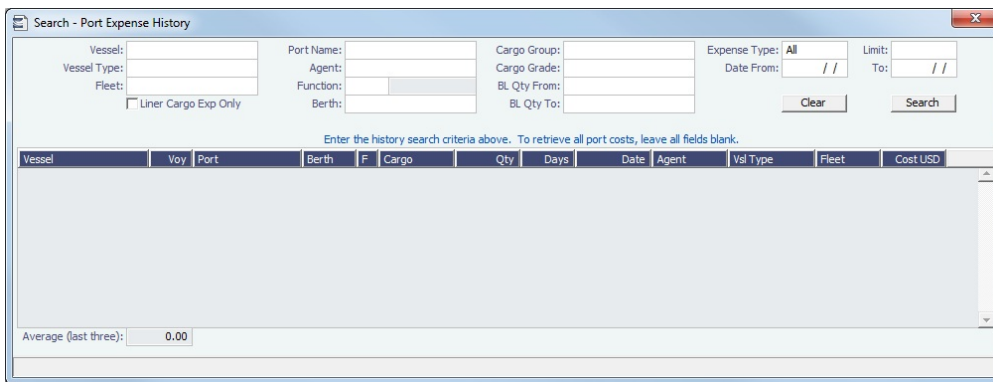 Search - Port Expense History
Vessel: Port Name: Cargo Group: Expense Type: All Limit:
Vessel Type: Agent: Cargo Grade: Date From: / / To: / /
Fleet: Function: BL Qty From:
Liner Cargo Exp Only Berth: BL Qty To: Clear Search
Enter the history search criteria above. To retrieve all port costs, leave all fields blank.
Vessel Voy Port Berth F Cargo Qty Days Date Agent Vsl Type Fleet Cost USD
Average (last three): 0.00